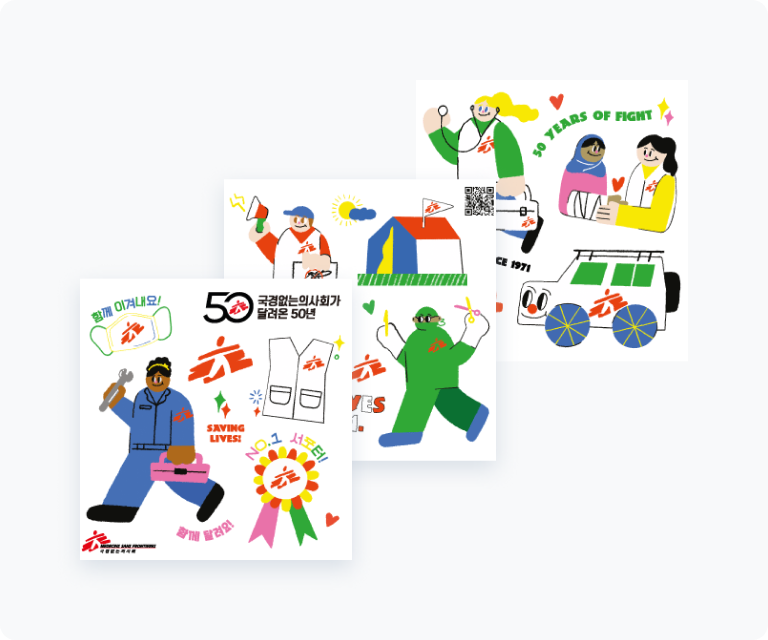 50 YEARS OF FIGHT
CE 1971
함께 이겨내요!
50 국경없는의사회가
달려온 50년
SAVING
LIVES!
NO.1 서포터!
함께 달려요!
MEDECINS SANS FRONTIERES
국경없는의사회
VES